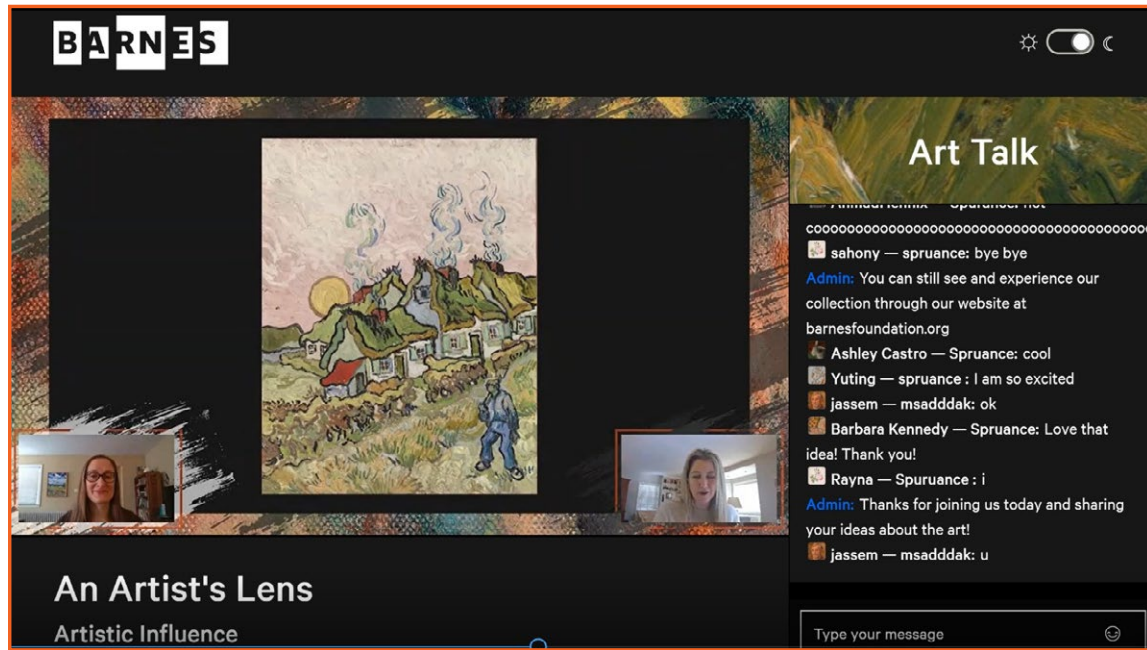 BARNES
Art Talk
cooooooooooooooooooooooooooooooooooooooooo
sahony — spruance: bye bye
Admin: You can still see and experience our
collection through our website at
barnesfoundation.org
Ashley Castro — Spruance: cool
Yuting — spruance : I am so excited
jassem — msadddak: ok
Barbara Kennedy — Spruance: Love that
idea! Thank you!
Rayna — Spuruance : i
Admin: Thanks for joining us today and sharing
your ideas about the art!
jassem — msadddak: u
Type your message
An Artist's Lens
Artistic Influence